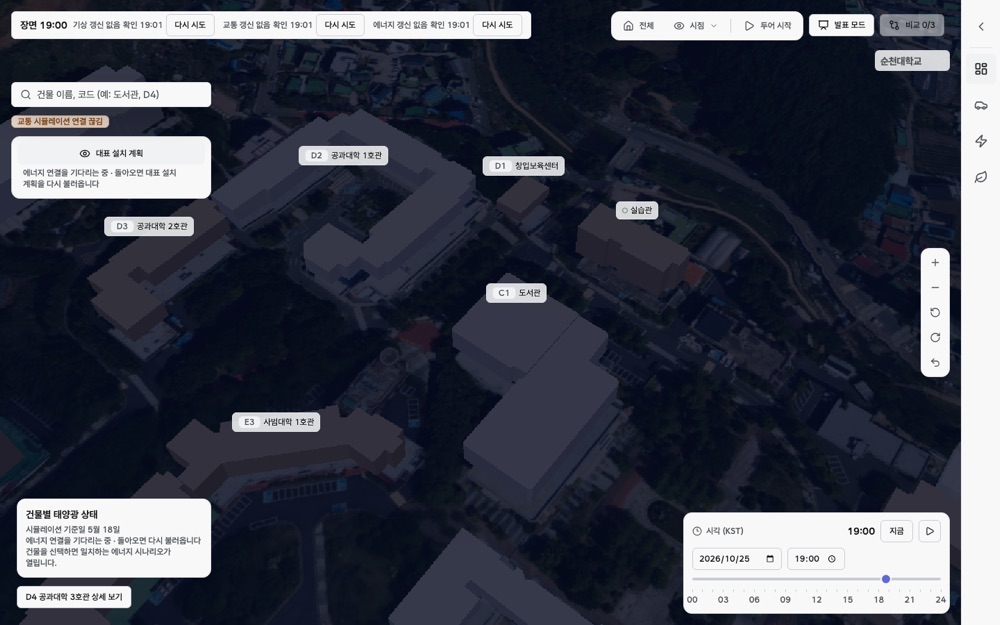 장면 19:00 기상 갱신 없음 확인 19:01 다시 시도 교통 갱신 없음 확인 19:01 다시 시도 에너지 갱신 없음 확인 19:01 다시 시도
전체 시점 투어 시작 발표 모드 비교 0/3
순천대학교
건물 이름, 코드 (예: 도서관, D4)
교통 시뮬레이션 연결 끊김
대표 설치 계획
에너지 연결을 기다리는 중 · 돌아오면 대표 설치
계획을 다시 불러옵니다
D2 공과대학 1호관
D1 창업보육센터
실습관
D3 공과대학 2호관
C1 도서관
E3 사범대학 1호관
건물별 태양광 상태
시뮬레이션 기준일 5월 18일
에너지 연결을 기다리는 중 · 돌아오면 다시 불러옵니다
건물을 선택하면 일치하는 에너지 시나리오가
열립니다.
D4 공과대학 3호관 상세 보기
시각 (KST) 19:00 지금
2026/10/25 19:00
00 03 06 09 12 15 18 21 24